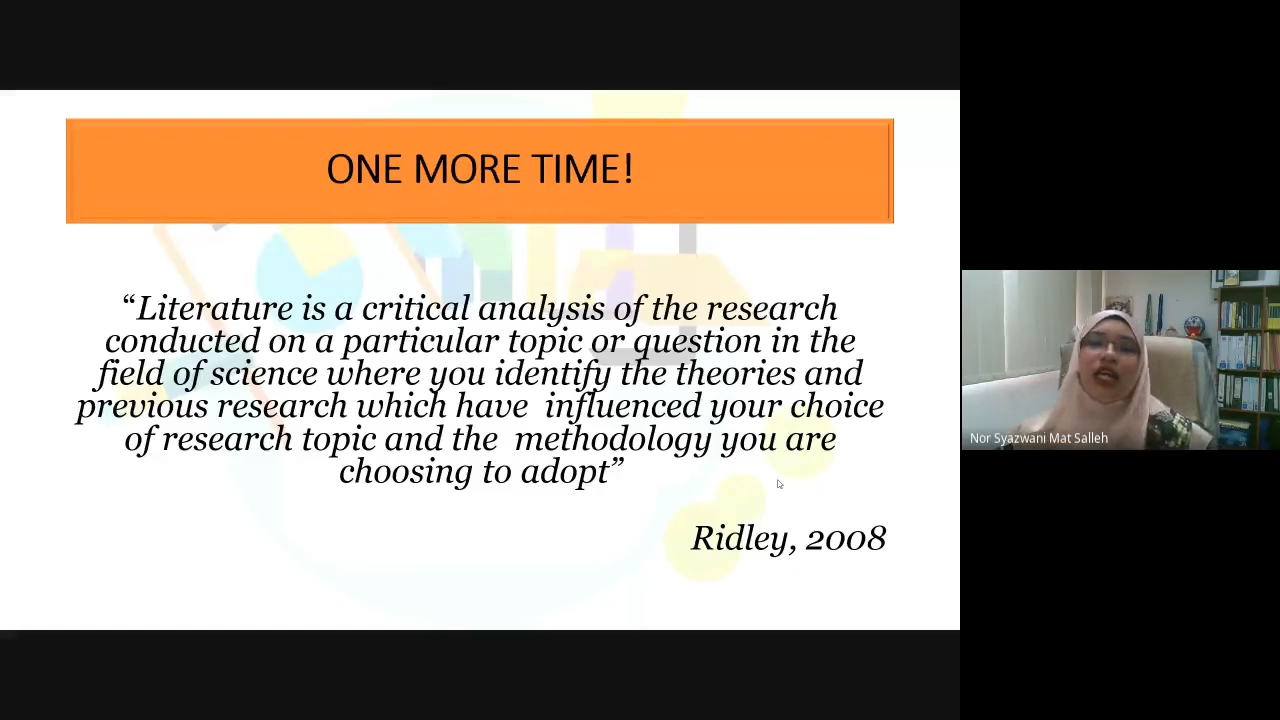 ONE MORE TIME!
“Literature is a critical analysis of the research
conducted on a particular topic or question in the
field of science where you identify the theories and
previous research which have  influenced your choice
of research topic and the  methodology you are
choosing to adopt”
Ridley, 2008
Nor Syazwani Mat Salleh